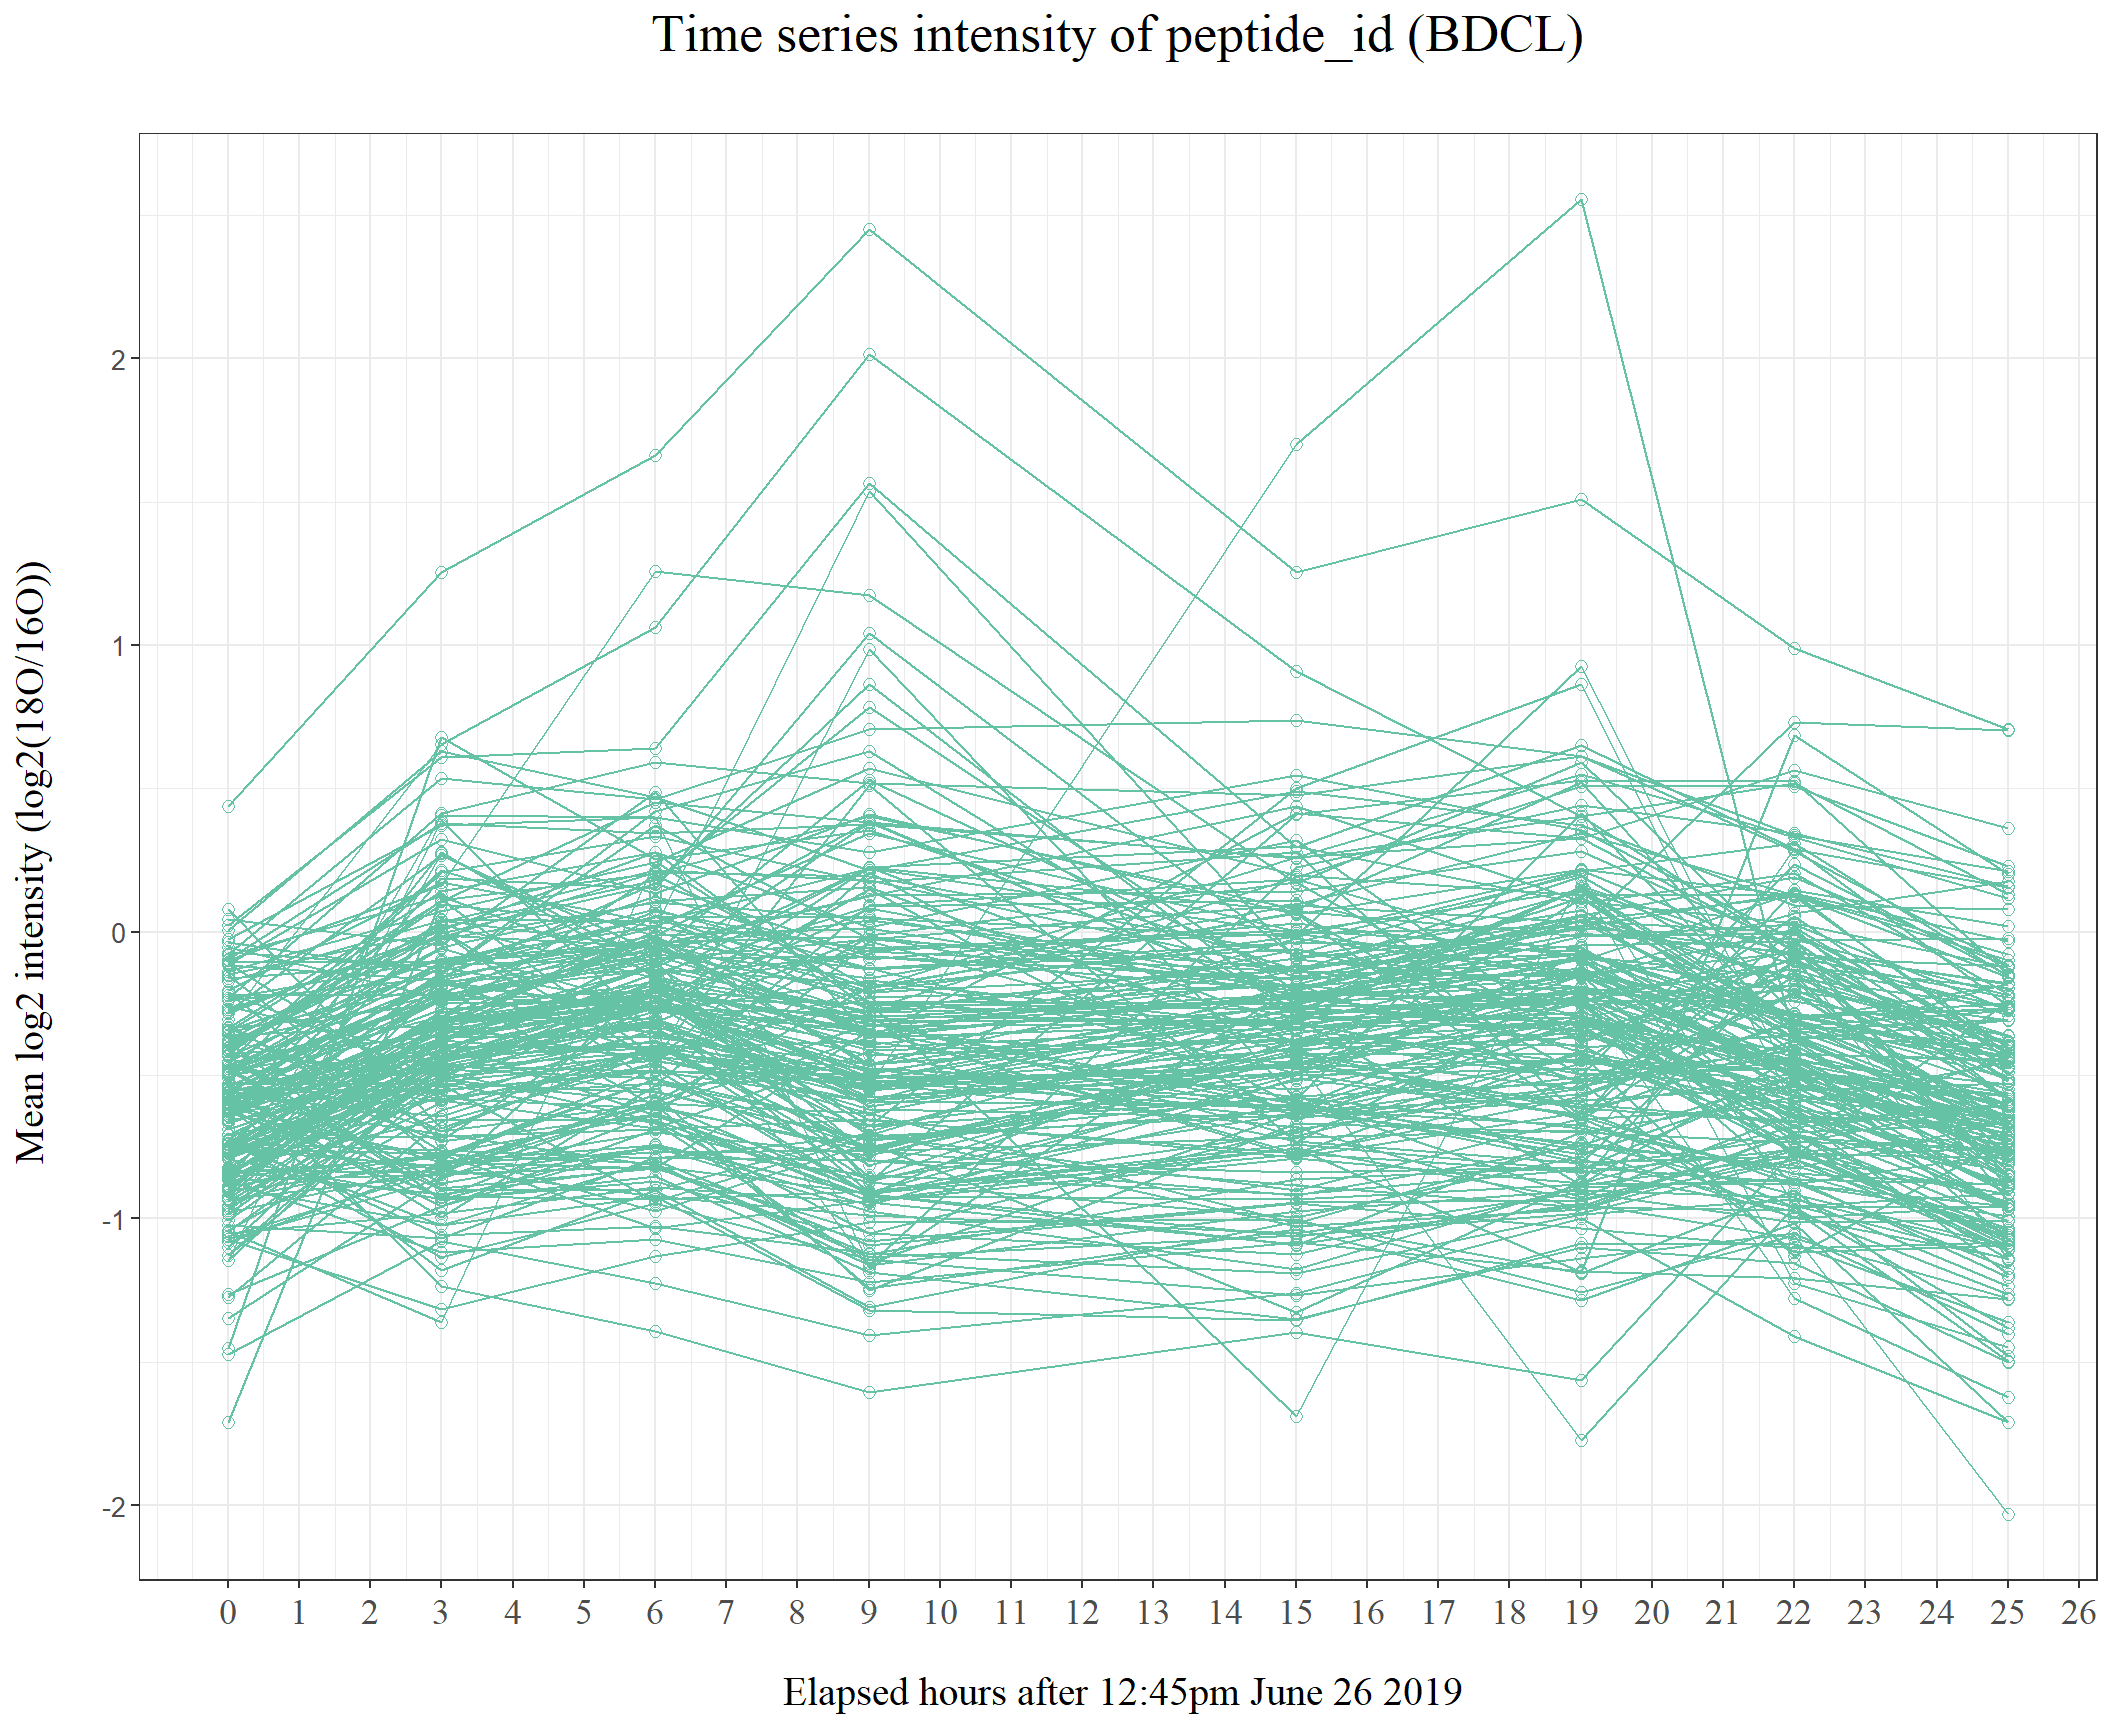 Time series intensity of peptide_id (BDCL)
Mean log2 intensity (log2(18O/16O))
2
1
0
-1
-2
0 1 2 3 4 5 6 7 8 9 10 11 12 13 14 15 16 17 18 19 20 21 22 23 24 25 26
Elapsed hours after 12:45pm June 26 2019